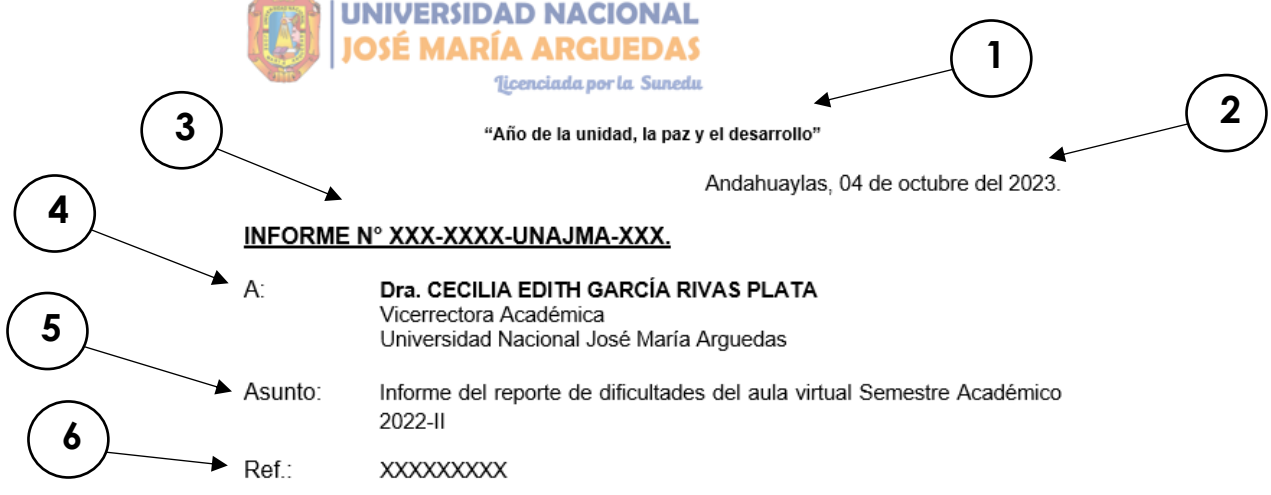 UNIVERSIDAD NACIONAL
JOSÉ MARÍA ARGUEDAS
Licenciada por la Sunedu
1
“Año de la unidad, la paz y el desarrollo”
2
3
Andahuaylas, 04 de octubre del 2023.
4
INFORME N° XXX-XXXX-UNAJMA-XXX.
A: Dra. CECILIA EDITH GARCÍA RIVAS PLATA
Vicerrectora Académica
Universidad Nacional José María Arguedas
5
Asunto: Informe del reporte de dificultades del aula virtual Semestre Académico
2022-II
6
Ref.: XXXXXXXXX